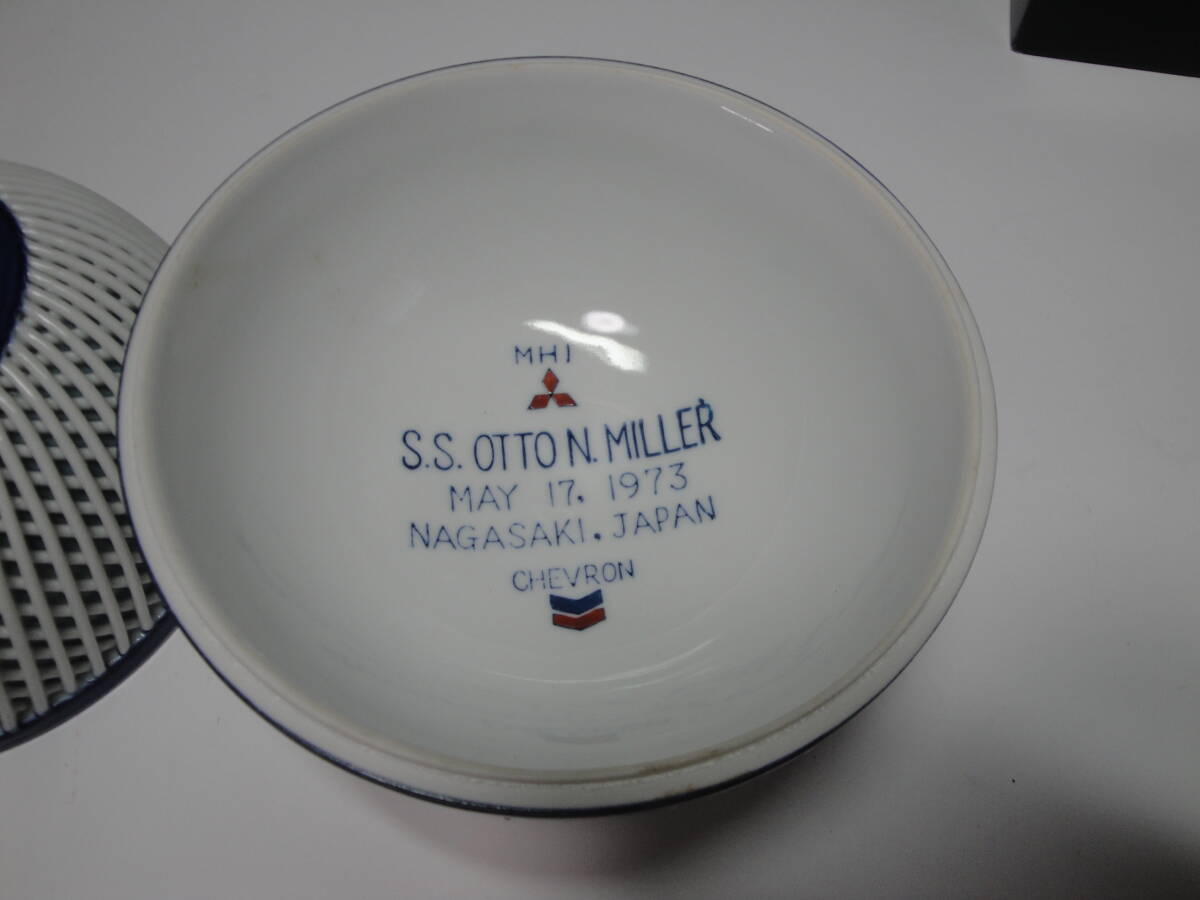 MHI
S.S. OTTO N. MILLER
MAY 17. 1973
NAGASAKI. JAPAN
CHEVRON